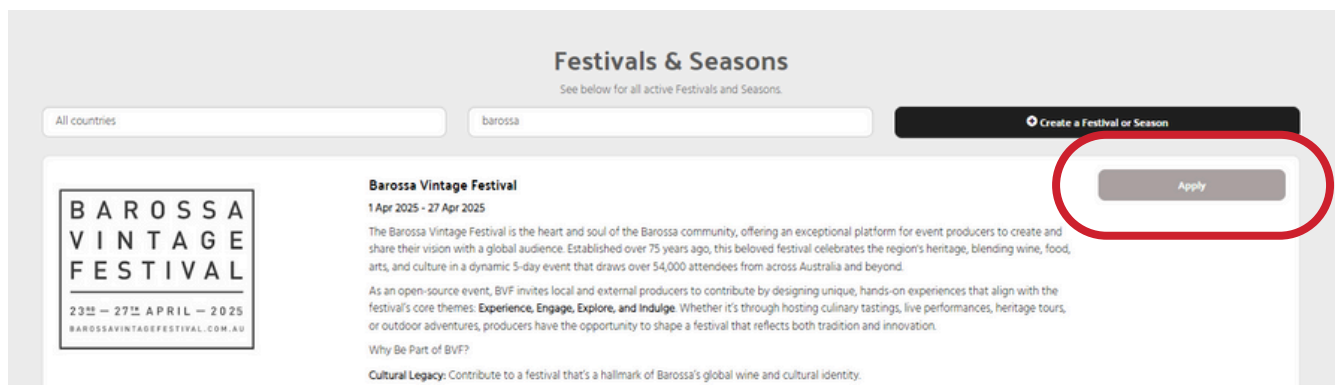 Festivals & Seasons
See below for all active Festivals and Seasons.
All countries
barossa
Create a Festival or Season
Apply
BAROSSA
VINTAGE
FESTIVAL
23RD — 27TH APRIL — 2025
BAROSSAVINTAGEFESTIVAL.COM.AU
Barossa Vintage Festival
1 Apr 2025 - 27 Apr 2025
The Barossa Vintage Festival is the heart and soul of the Barossa community, offering an exceptional platform for event producers to create and
share their vision with a global audience. Established over 75 years ago, this beloved festival celebrates the region's heritage, blending wine, food,
arts, and culture in a dynamic 5-day event that draws over 54,000 attendees from across Australia and beyond.
As an open-source event, BVF invites local and external producers to contribute by designing unique, hands-on experiences that align with the
festival's core themes: Experience, Engage, Explore, and Indulge. Whether it's through hosting culinary tastings, live performances, heritage tours,
or outdoor adventures, producers have the opportunity to shape a festival that reflects both tradition and innovation.
Why Be Part of BVF?
Cultural Legacy: Contribute to a festival that's a hallmark of Barossa's global wine and cultural identity.